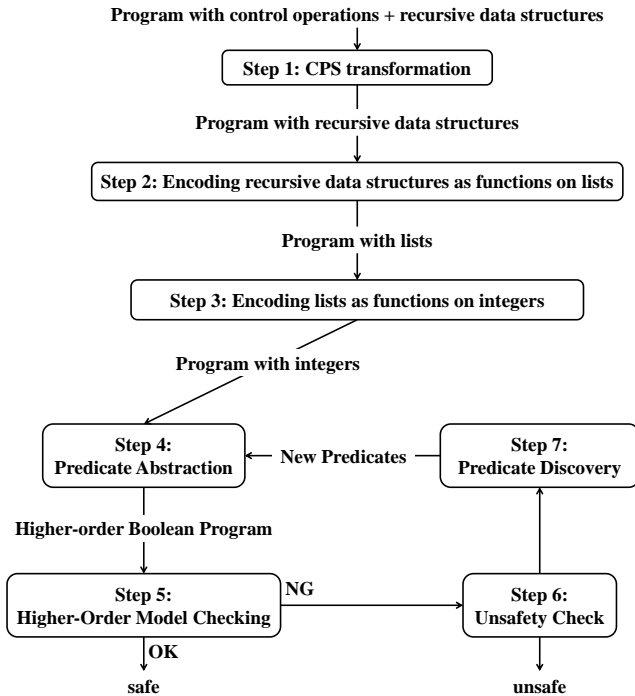 Program with control operations + recursive data structures
Step 1: CPS transformation
Program with recursive data structures
Step 2: Encoding recursive data structures as functions on lists
Program with lists
Step 3: Encoding lists as functions on integers
Program with integers
Step 4:
Predicate Abstraction
New Predicates
Step 7:
Predicate Discovery
Higher-order Boolean Program
Step 5:
Higher-Order Model Checking
NG
Step 6:
Unsafety Check
OK
safe
unsafe